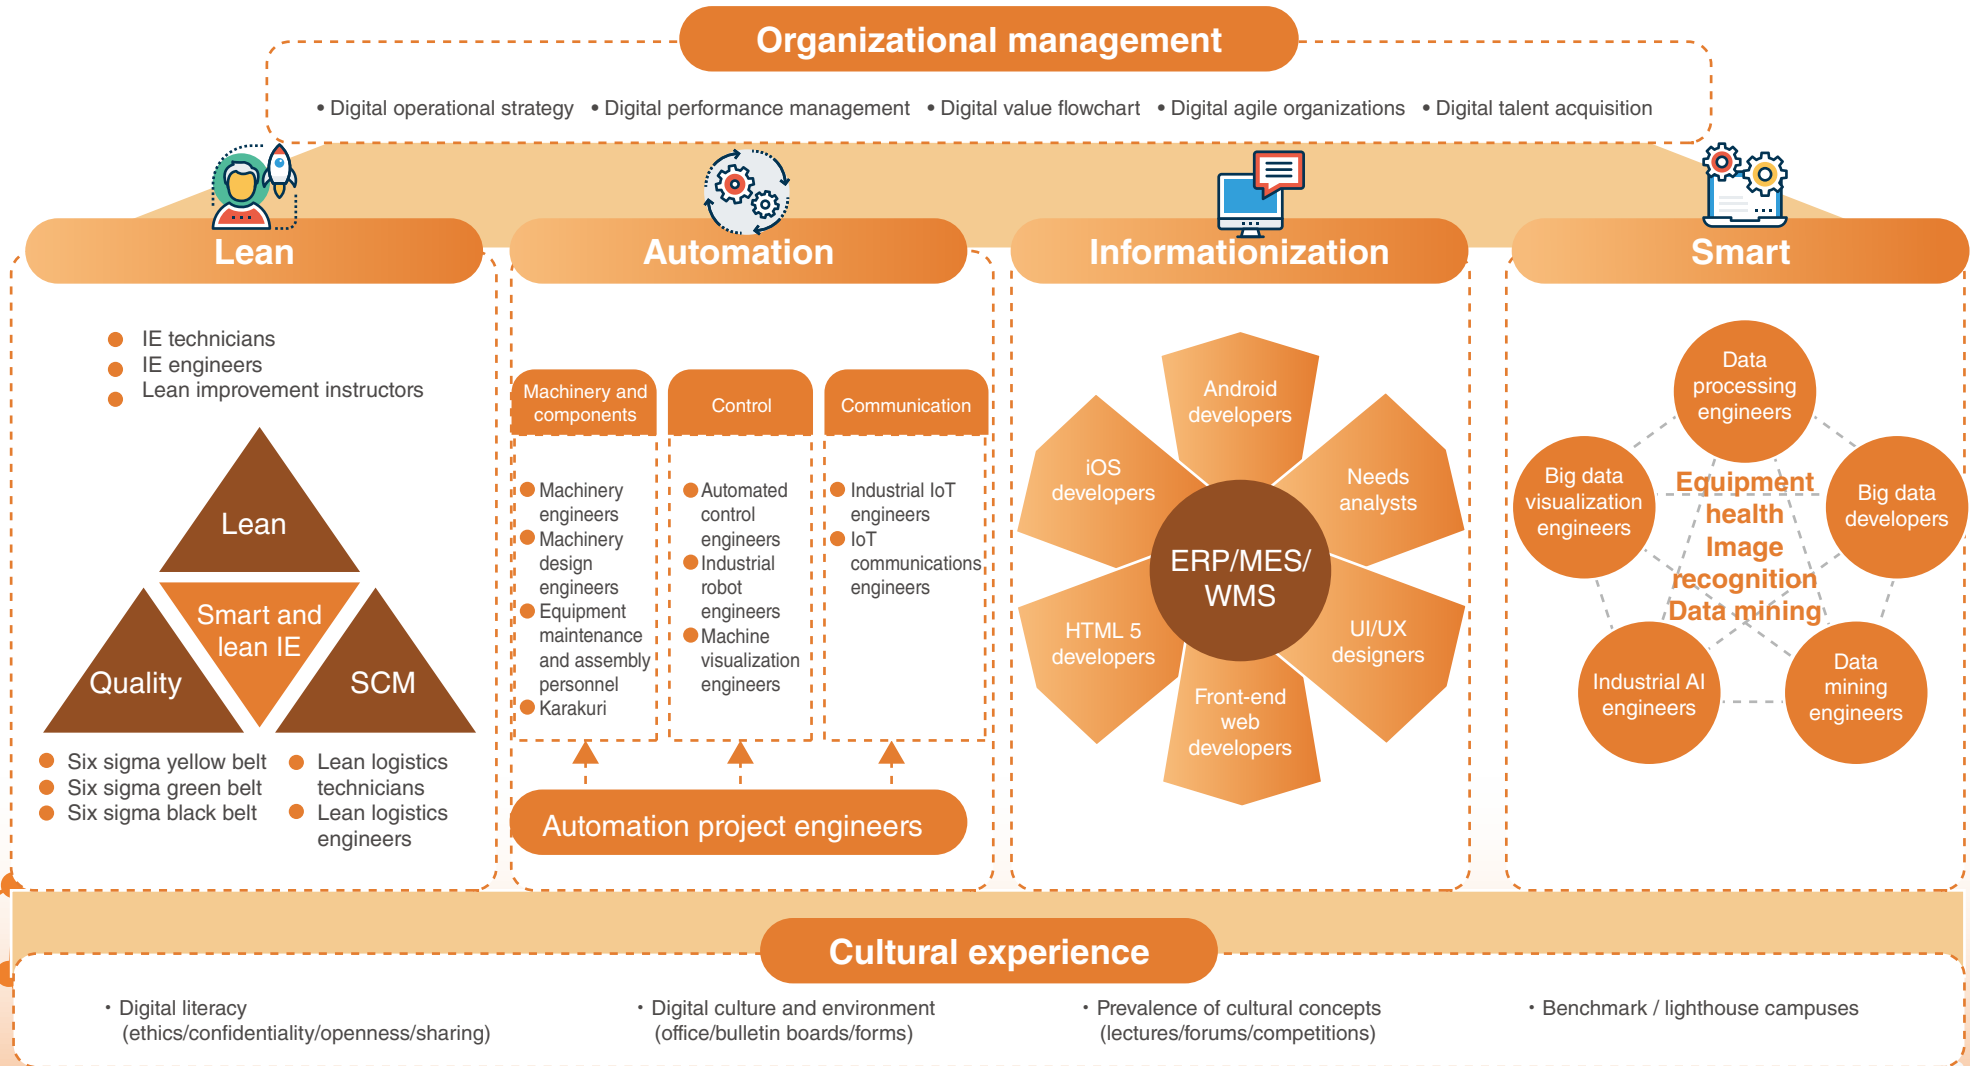 Organizational management
• Digital operational strategy • Digital performance management • Digital value flowchart • Digital agile organizations • Digital talent acquisition
Lean
IE technicians
IE engineers
Lean improvement instructors
Lean
Smart and
lean IE
Quality
SCM
Six sigma yellow belt
Six sigma green belt
Six sigma black belt
Lean logistics
technicians
Lean logistics
engineers
Automation
Machinery and
components
Machinery
engineers
Machinery
design
engineers
Equipment
maintenance
and assembly
personnel
Karakuri
Control
Automated
control
engineers
Industrial
robot
engineers
Machine
visualization
engineers
Communication
Industrial IoT
engineers
IoT
communications
engineers
Automation project engineers
Informationization
Android
developers
iOS
developers
Needs
analysts
ERP/MES/
WMS
HTML 5
developers
UI/UX
designers
Front-end
web
developers
Smart
Data
processing
engineers
Big data
visualization
engineers
Big data
developers
Equipment
health
Image
recognition
Data mining
Industrial AI
engineers
Data
mining
engineers
Cultural experience
• Digital literacy
(ethics/confidentiality/openness/sharing)
• Digital culture and environment
(office/bulletin boards/forms)
• Prevalence of cultural concepts
(lectures/forums/competitions)
• Benchmark / lighthouse campuses